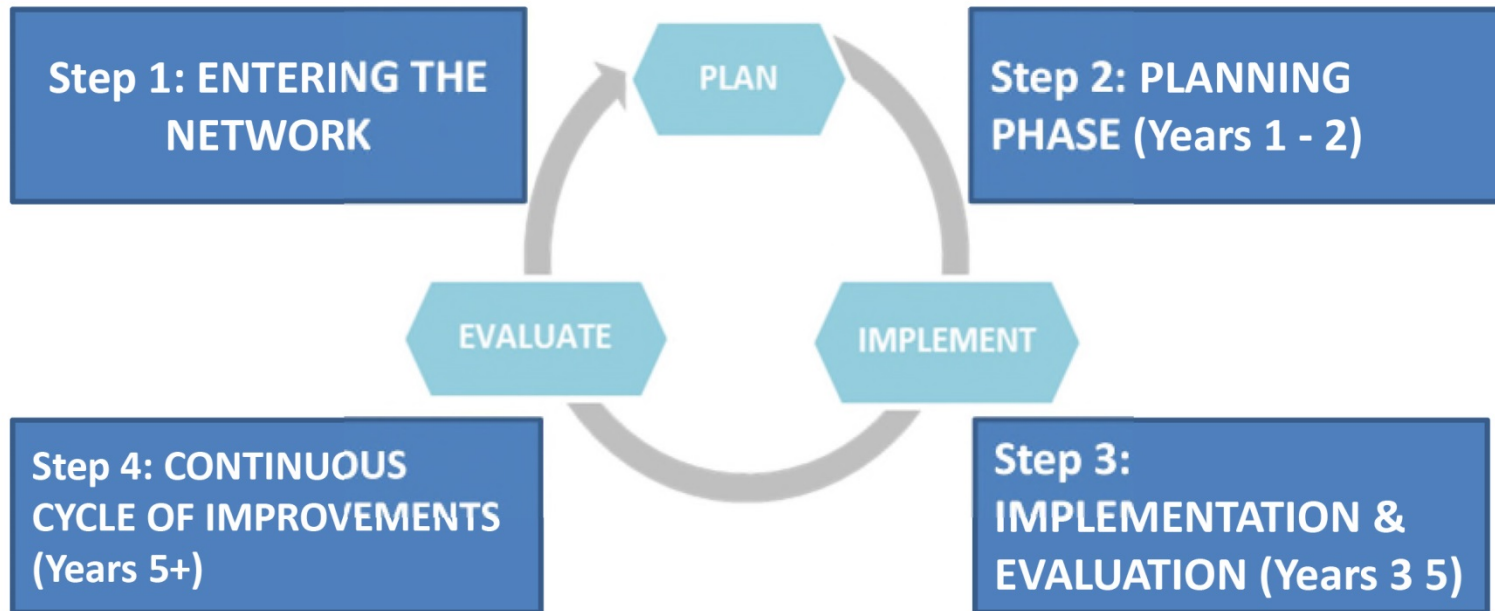 Step 1: ENTERING THE
NETWORK
PLAN
Step 2: PLANNING
PHASE (Years 1 - 2)
EVALUATE
IMPLEMENT
Step 4: CONTINUOUS
CYCLE OF IMPROVEMENTS
(Years 5+)
Step 3:
IMPLEMENTATION &
EVALUATION (Years 3 5)